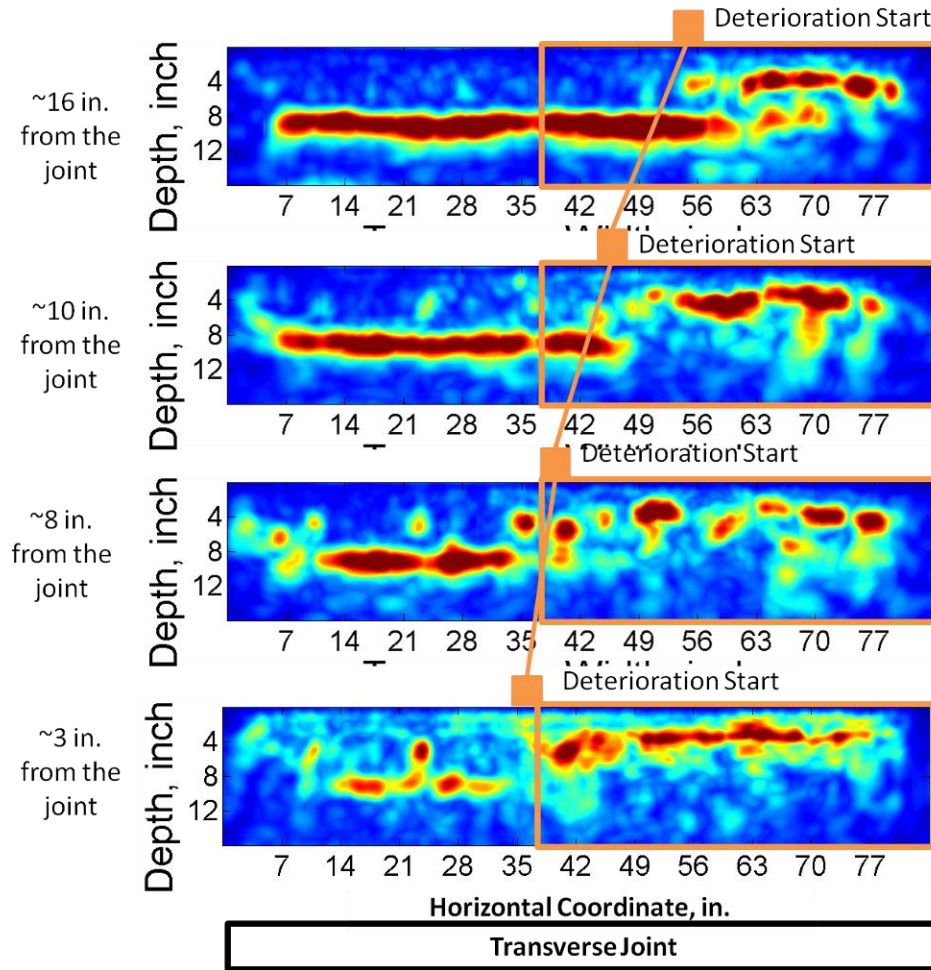 Deterioration Start
~16 in.
from the
joint
Depth, inch
4
8
12
7 14 21 28 35 42 49 56 63 70 77
Deterioration Start
~10 in.
from the
joint
Depth, inch
4
8
12
7 14 21 28 35 42 49 56 63 70 77
Deterioration Start
~8 in.
from the
joint
Depth, inch
4
8
12
7 14 21 28 35 42 49 56 63 70 77
Deterioration Start
~3 in.
from the
joint
Depth, inch
4
8
12
7 14 21 28 35 42 49 56 63 70 77
Horizontal Coordinate, in.
Transverse Joint